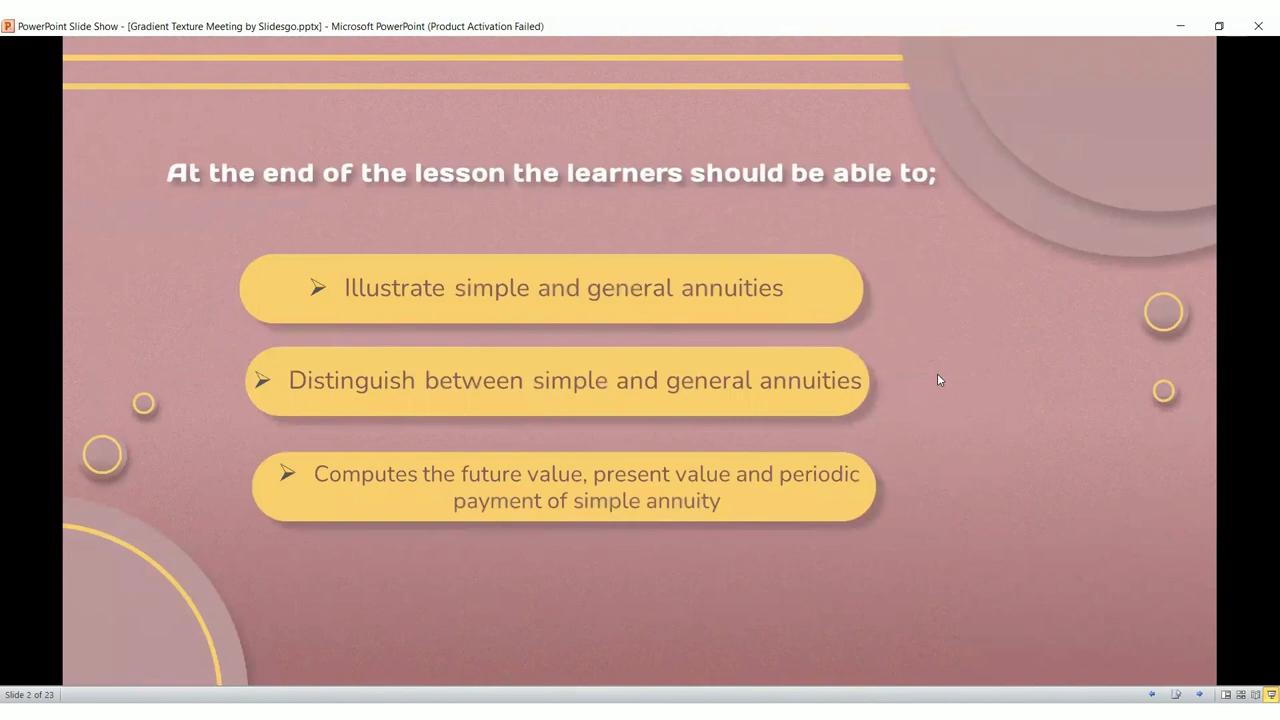 PowerPoint Slide Show - [Gradient Texture Meeting by Slidesgo.pptx] - Microsoft PowerPoint (Product Activation Failed)
At the end of the lesson the learners should be able to;
➢ Illustrate simple and general annuities
➢ Distinguish between simple and general annuities
➢ Computes the future value, present value and periodic
payment of simple annuity
Slide 2 of 23